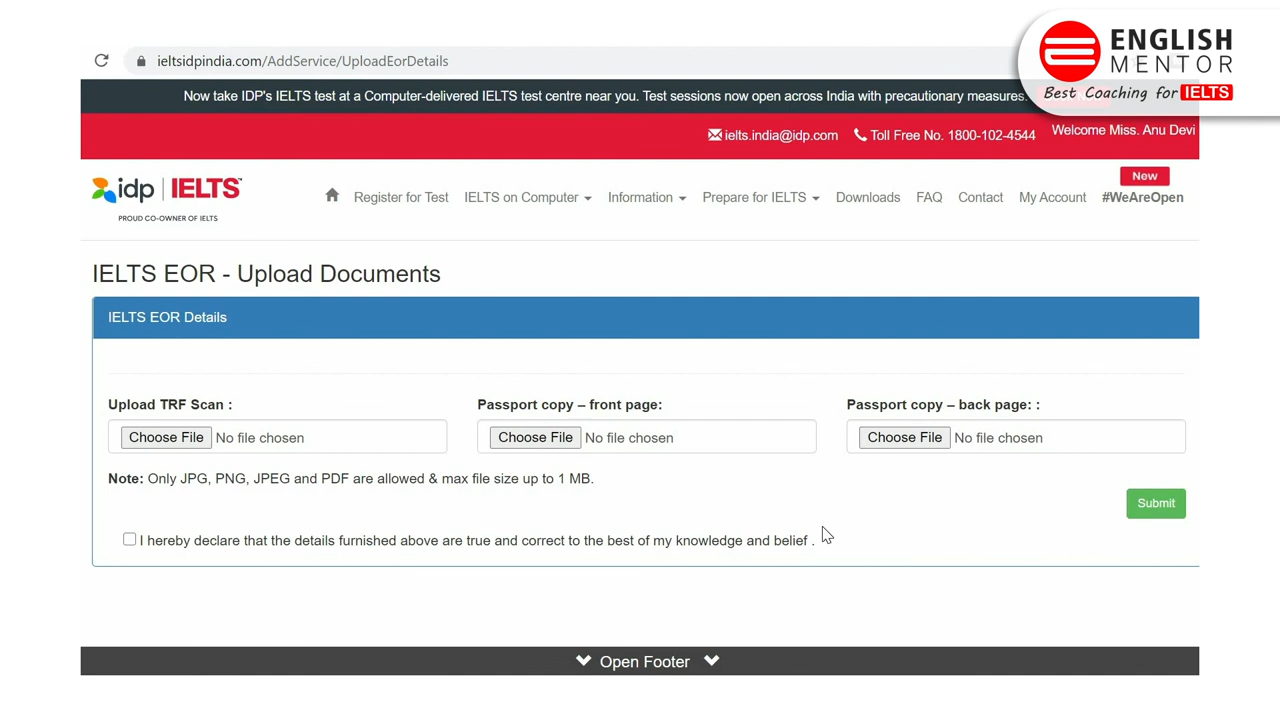 ENGLISH
MENTOR
Best Coaching for IELTS
ieltsidpindia.com/AddService/UploadEorDetails
Now take IDP's IELTS test at a Computer-delivered IELTS test centre near you. Test sessions now open across India with precautionary measures.
ielts.india@idp.com Toll Free No. 1800-102-4544 Welcome Miss. Anu Devi
idp IELTS™
PROUD CO-OWNER OF IELTS
New
Register for Test IELTS on Computer Information Prepare for IELTS Downloads FAQ Contact My Account #WeAreOpen
IELTS EOR - Upload Documents
IELTS EOR Details
Upload TRF Scan : Passport copy – front page: Passport copy – back page: :
Choose File No file chosen Choose File No file chosen Choose File No file chosen
Note: Only JPG, PNG, JPEG and PDF are allowed & max file size up to 1 MB.
Submit
I hereby declare that the details furnished above are true and correct to the best of my knowledge and belief .
Open Footer